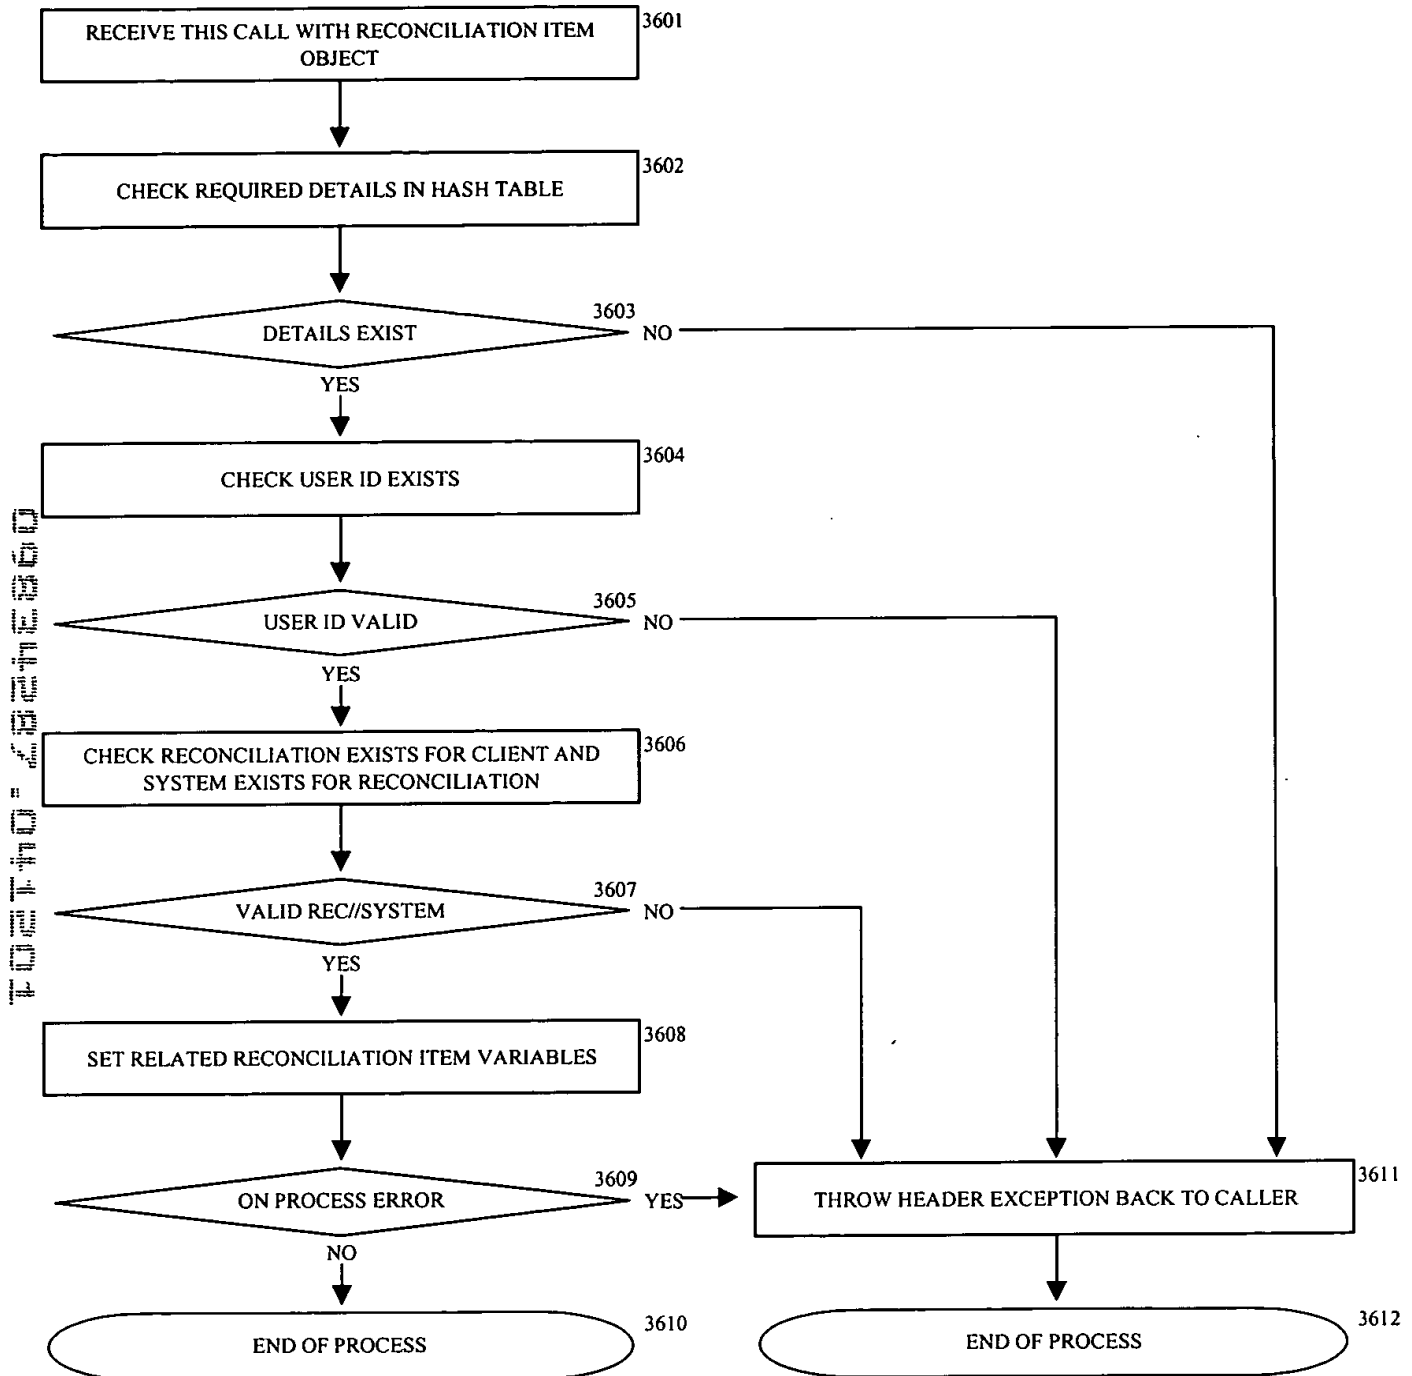 RECEIVE THIS CALL WITH RECONCILIATION ITEM
OBJECT
3601
CHECK REQUIRED DETAILS IN HASH TABLE
3602
DETAILS EXIST
3603
NO
YES
CHECK USER ID EXISTS
3604
USER ID VALID
3605
NO
YES
CHECK RECONCILIATION EXISTS FOR CLIENT AND
SYSTEM EXISTS FOR RECONCILIATION
3606
VALID REC//SYSTEM
3607
NO
YES
SET RELATED RECONCILIATION ITEM VARIABLES
3608
ON PROCESS ERROR
3609
YES
THROW HEADER EXCEPTION BACK TO CALLER
3611
NO
END OF PROCESS
3610
END OF PROCESS
3612